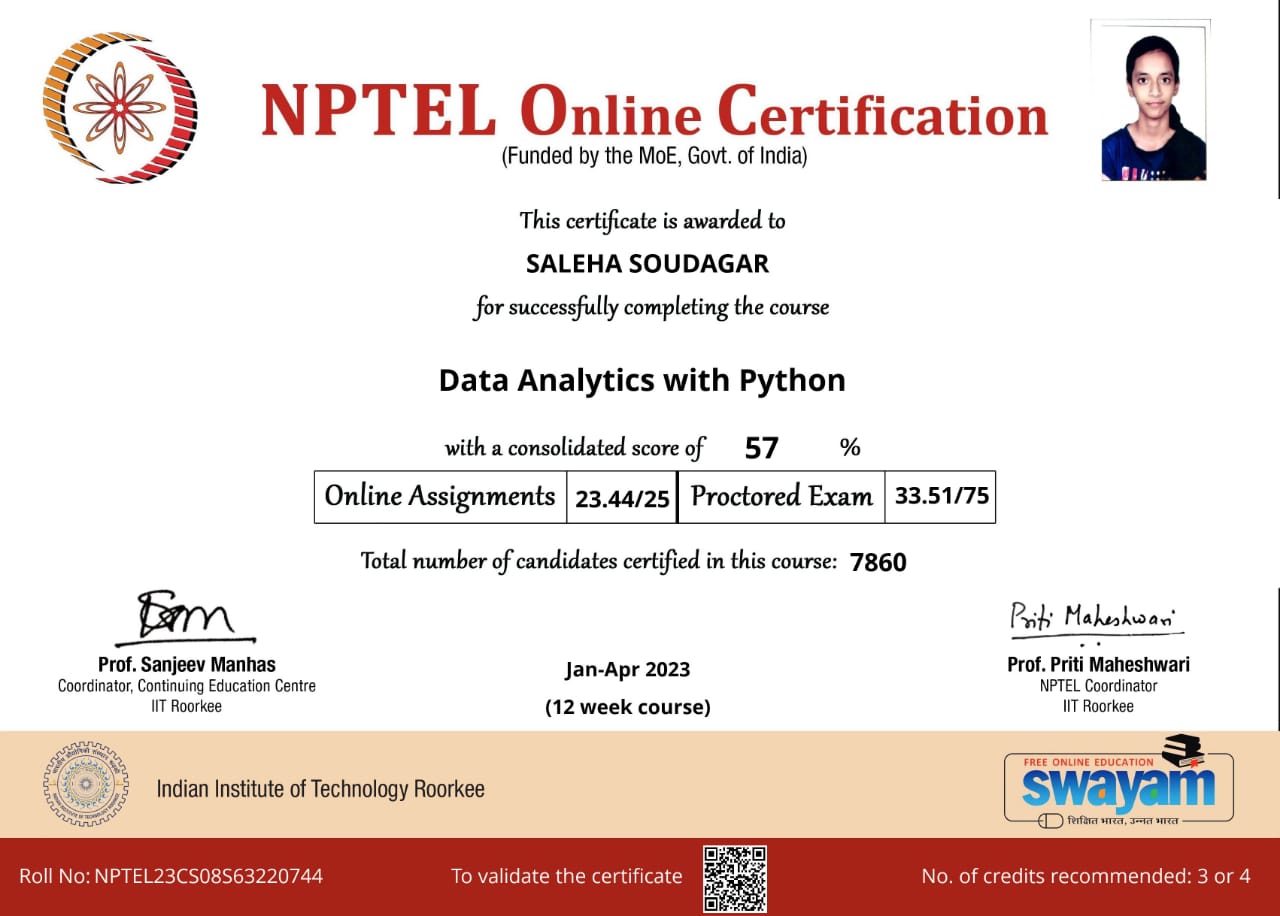 NPTEL Online Certification
(Funded by the MoE, Govt. of India)
This certificate is awarded to
SALEHA SOUDAGAR
for successfully completing the course
Data Analytics with Python
with a consolidated score of 57 %
Online Assignments 23.44/25 Proctored Exam 33.51/75
Total number of candidates certified in this course: 7860
Priti Maheshwari
Prof. Sanjeev Manhas
Coordinator, Continuing Education Centre
IIT Roorkee
Jan-Apr 2023
(12 week course)
Prof. Priti Maheshwari
NPTEL Coordinator
IIT Roorkee
Indian Institute of Technology Roorkee
FREE ONLINE EDUCATION
swayam
शिक्षित भारत, उन्नत भारत
Roll No: NPTEL23CS08S63220744
To validate the certificate
No. of credits recommended: 3 or 4